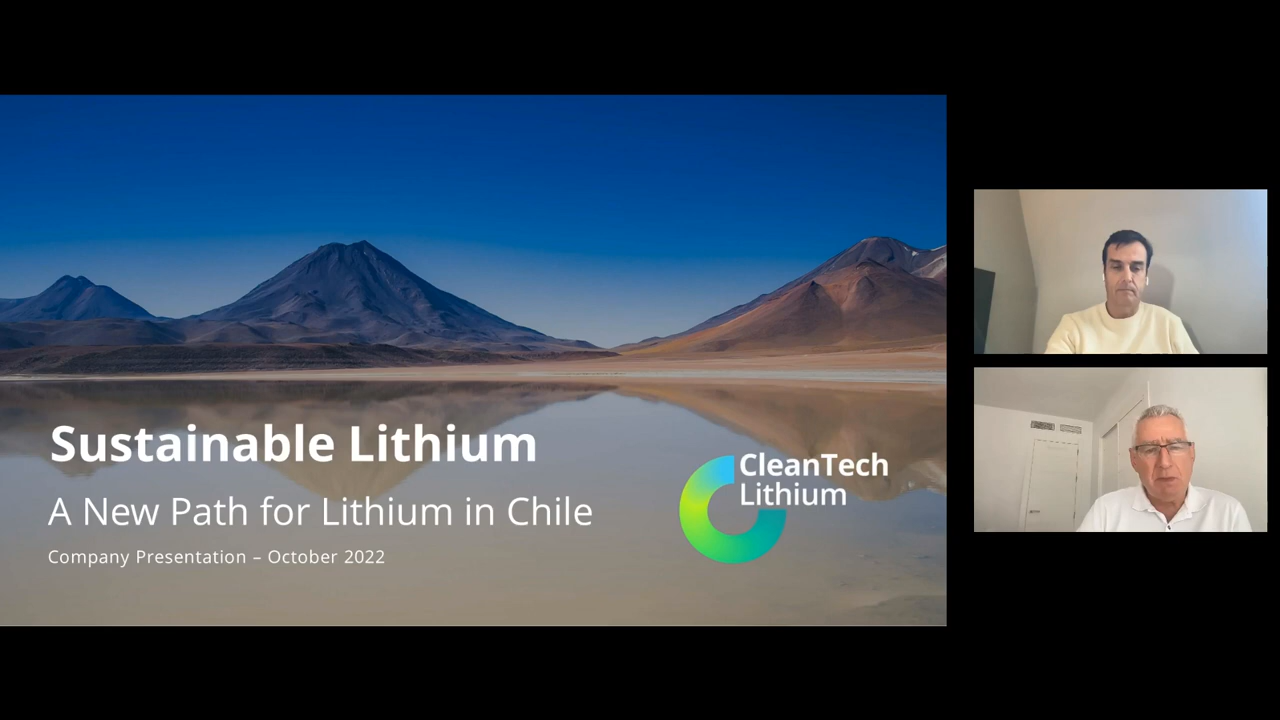 Sustainable Lithium
A New Path for Lithium in Chile
Company Presentation – October 2022
CleanTech
Lithium